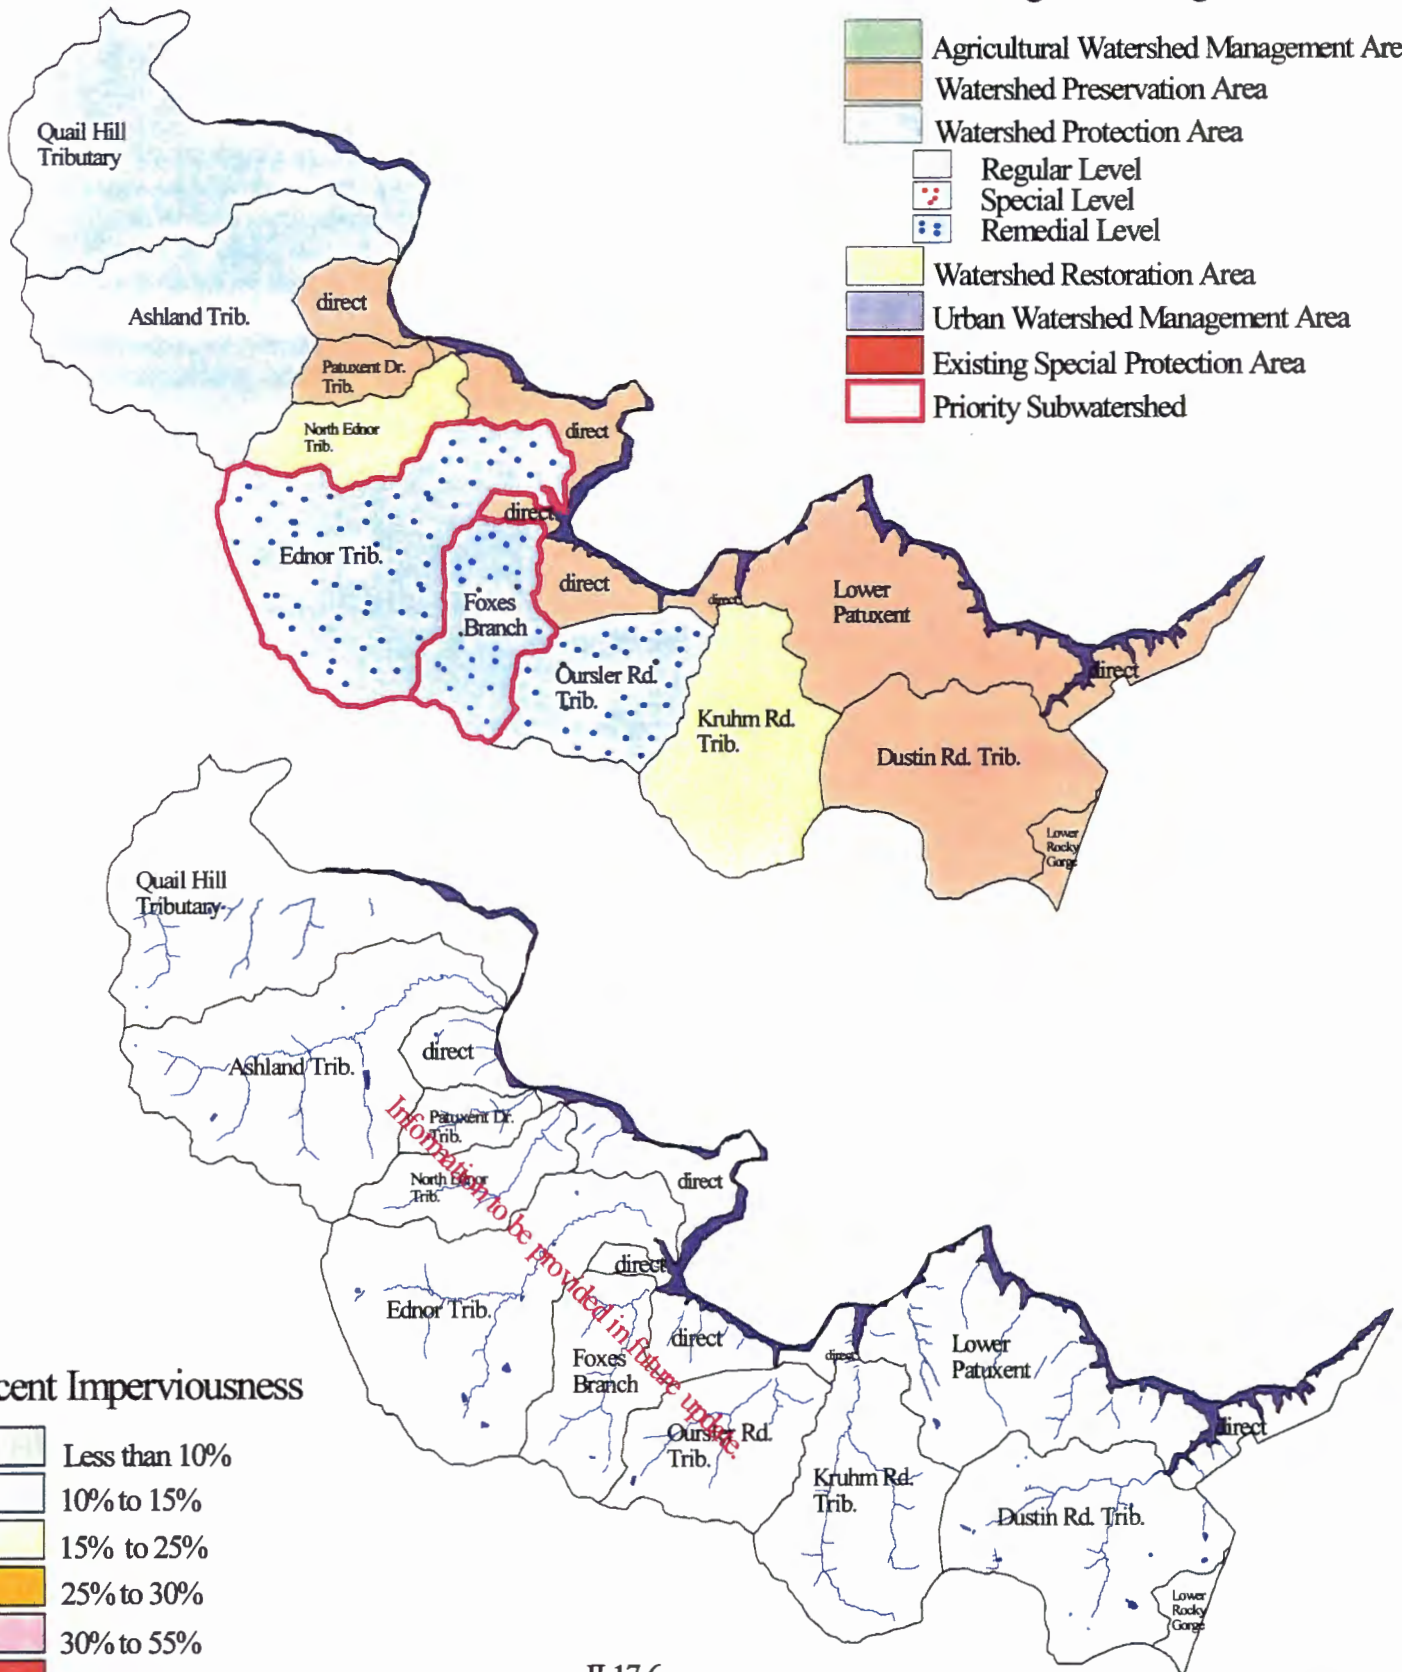 Agricultural Watershed Management Are
Watershed Preservation Area
Watershed Protection Area
Regular Level
Special Level
Remedial Level
Watershed Restoration Area
Urban Watershed Management Area
Existing Special Protection Area
Priority Subwatershed
Quail Hill
Tributary
Ashland Trib.
direct
Patuxent Dr.
Trib.
North Ednor
Trib.
direct
direct
Ednor Trib.
Foxes
Branch
direct
direct
Oursler Rd.
Trib.
Kruhm Rd.
Trib.
Lower
Patuxent
direct
Dustin Rd. Trib.
Lower
Rocky
Gorge
Quail Hill
Tributary
Ashland Trib.
direct
Patuxent Dr.
Trib.
North Ednor
Trib.
direct
direct
Information to be provided in future update.
Ednor Trib.
Foxes
Branch
direct
direct
Oursler Rd.
Trib.
Kruhm Rd.
Trib.
Lower
Patuxent
direct
Dustin Rd. Trib.
Lower
Rocky
Gorge
cent Imperviousness
Less than 10%
10% to 15%
15% to 25%
25% to 30%
30% to 55%